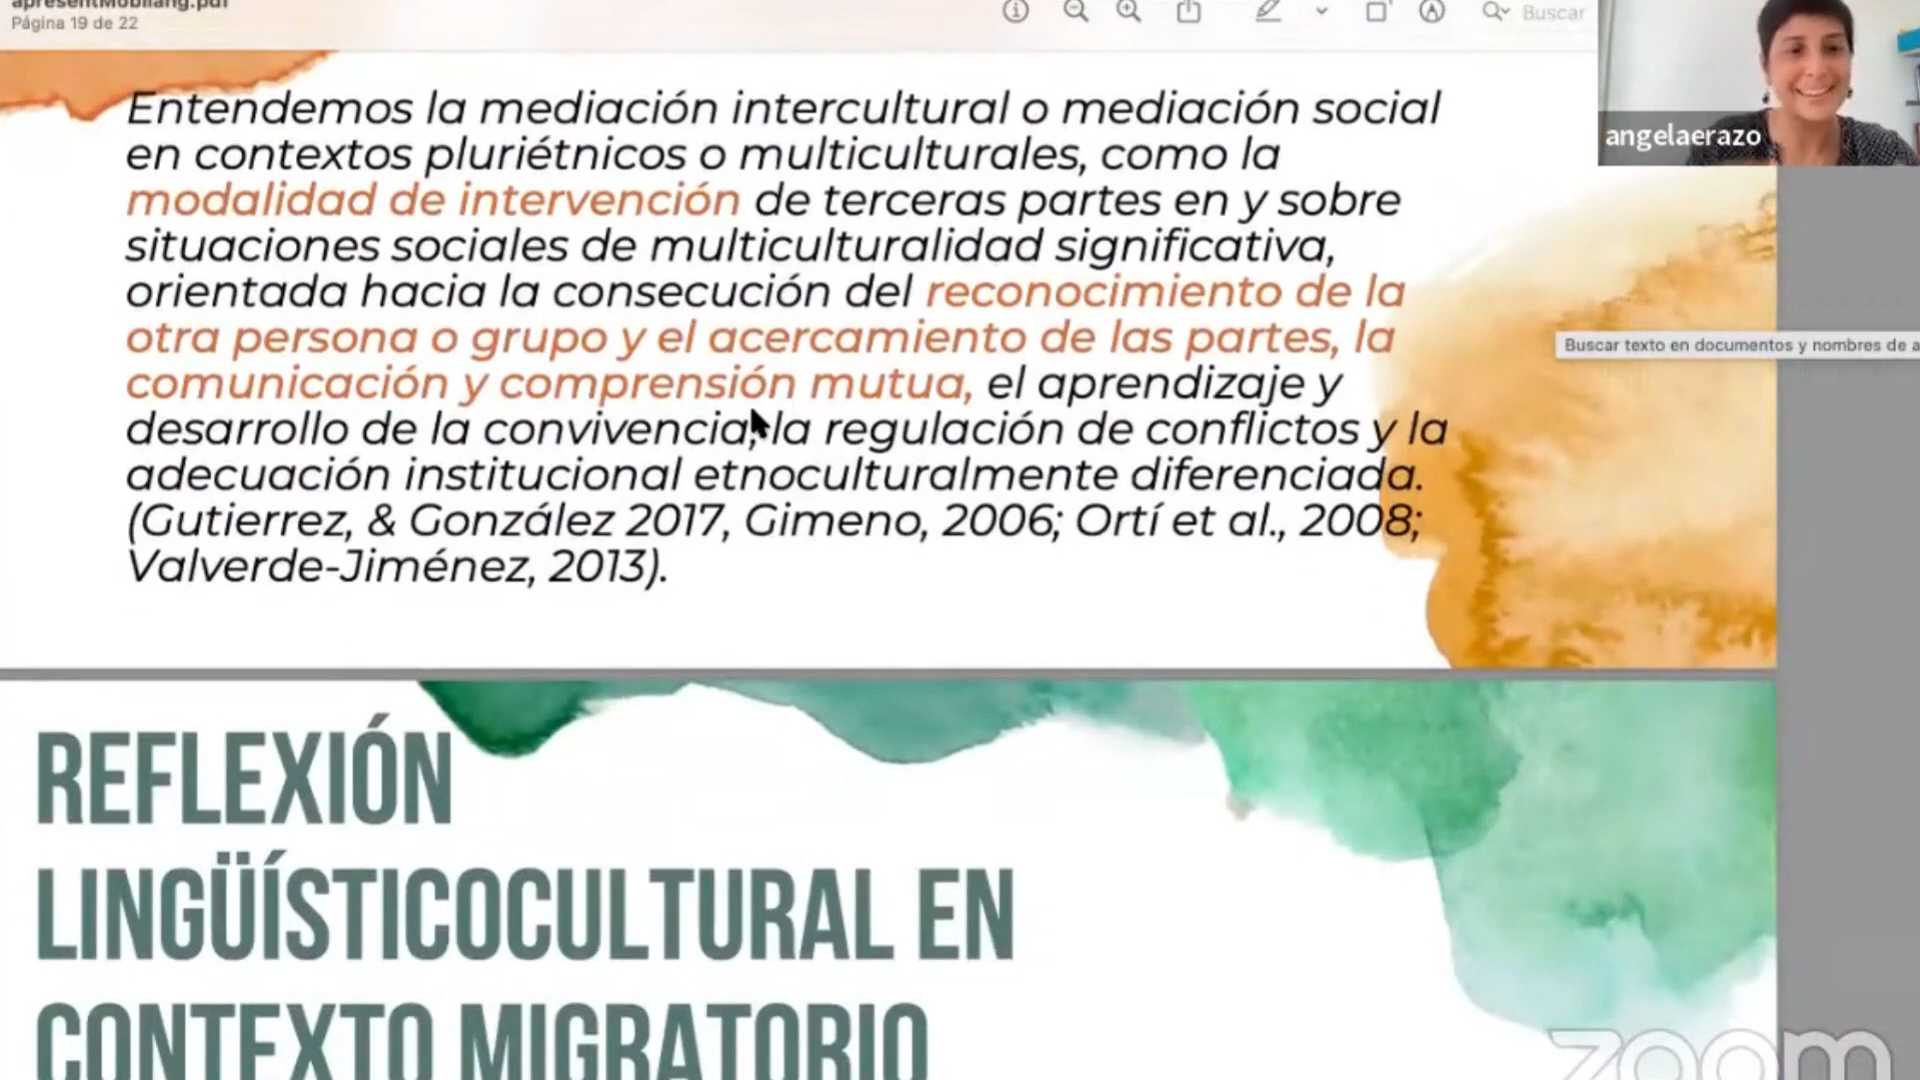 apresentMobilang.pdf
Página 19 de 22
Buscar
angelaerazo
Entendemos la mediación intercultural o mediación social
en contextos pluriétnicos o multiculturales, como la
modalidad de intervención de terceras partes en y sobre
situaciones sociales de multiculturalidad significativa,
orientada hacia la consecución del reconocimiento de la
otra persona o grupo y el acercamiento de las partes, la
comunicación y comprensión mutua, el aprendizaje y
desarrollo de la convivencia, la regulación de conflictos y la
adecuación institucional etnoculturalmente diferenciada.
(Gutierrez, & González 2017, Gimeno, 2006; Ortí et al., 2008;
Valverde-Jiménez, 2013).
Buscar texto en documentos y nombres de a
REFLEXIÓN
LINGÜÍSTICOCULTURAL EN
CONTEXTO MIGRATORIO
zoom